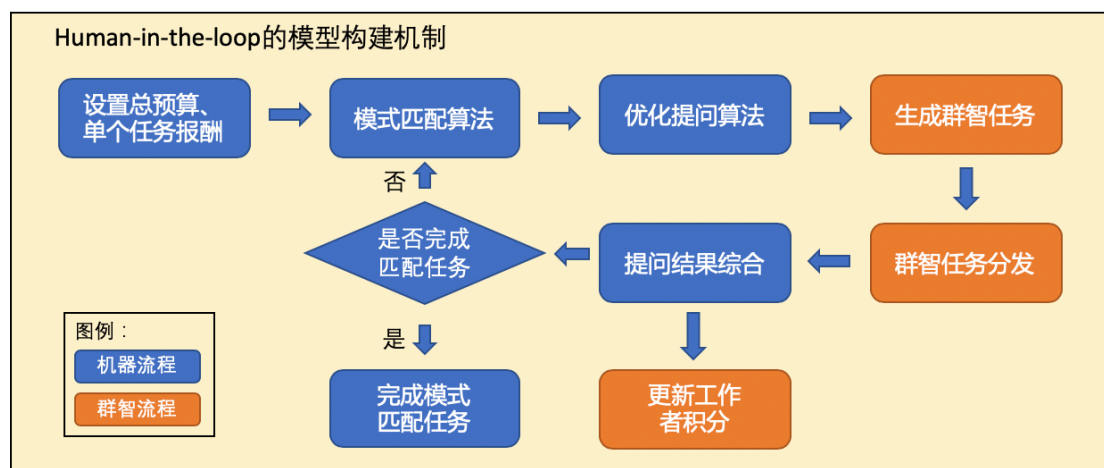 Human-in-the-loop的模型构建机制
设置总预算、
单个任务报酬
模式匹配算法
优化提问算法
生成群智任务
否
是否完成
匹配任务
提问结果综合
群智任务分发
图例：
机器流程
群智流程
是
完成模式
匹配任务
更新工作
者积分